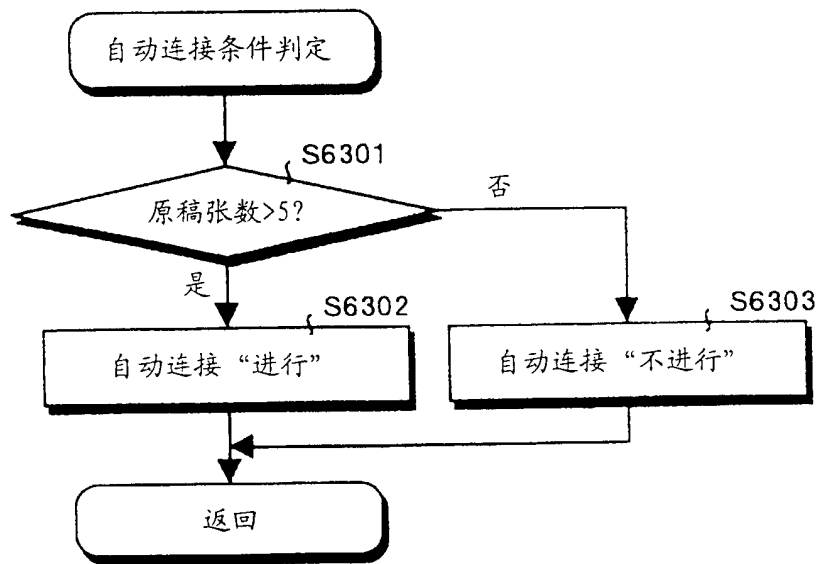 自动连接条件判定
S6301
原稿张数>5?
否
是
S6302
S6303
自动连接“进行”
自动连接“不进行”
返回